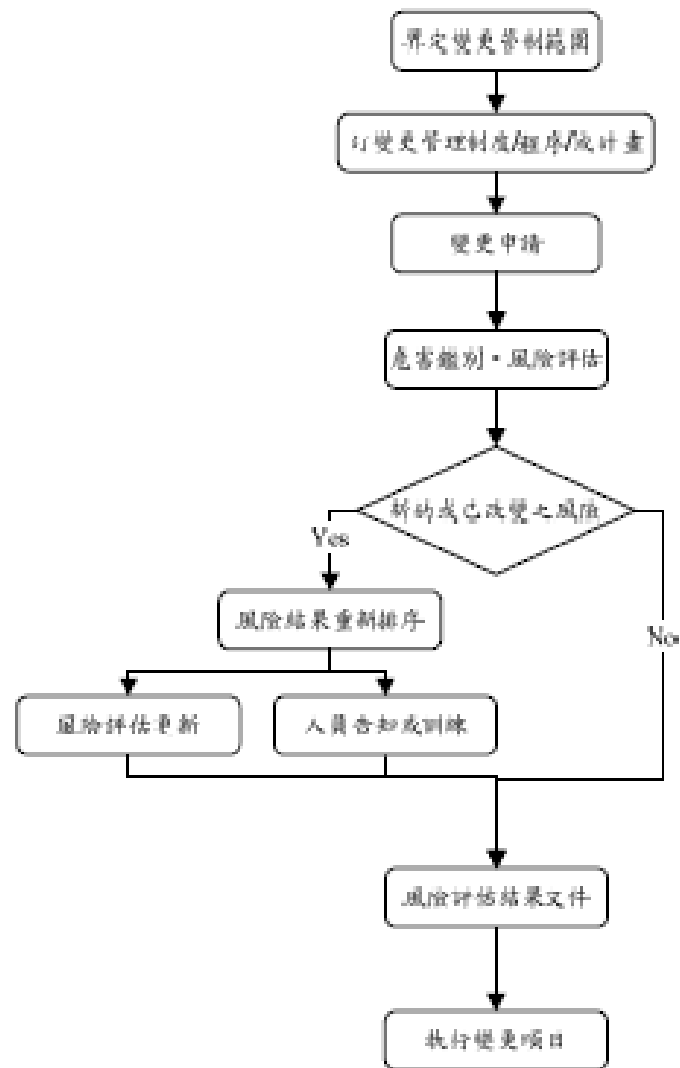 界定變更管制範圍
訂變更管理制度/程序/或計畫
變更申請
危害鑑別、風險評估
新的或已改變之風險
Yes
No
風險結果重新排序
風險評估更新
人員告知或訓練
風險評估結果文件
執行變更項目